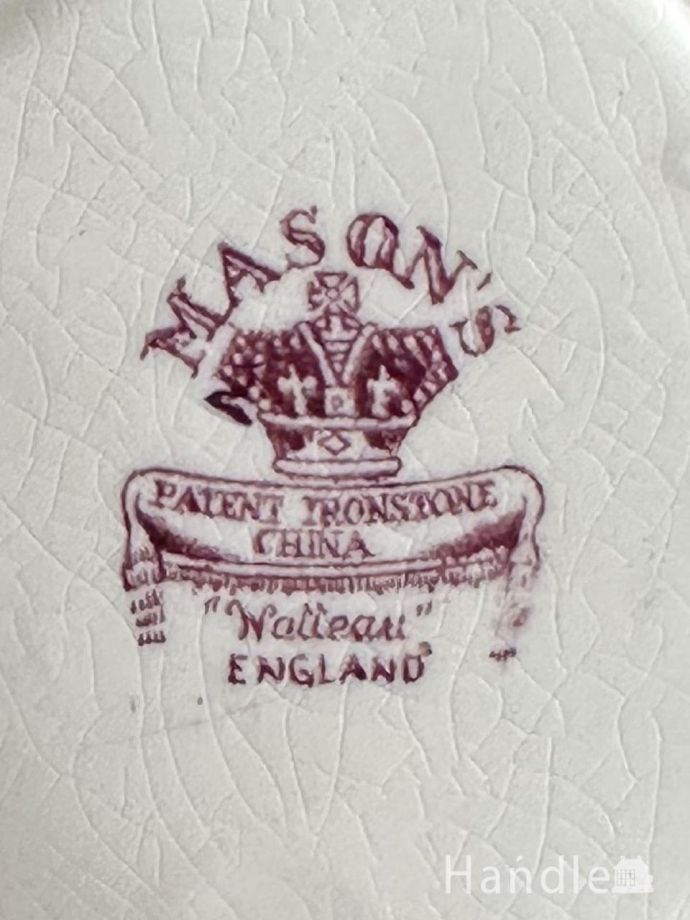 MASON'S
PATENT IRONSTONE
CHINA
"Watteau"
ENGLAND
Handle